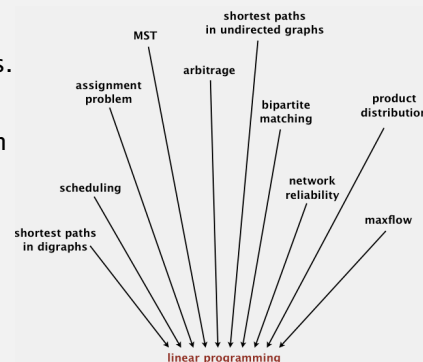 shortest paths
in undirected graphs
MST
s.
arbitrage
assignment
problem
product
distribution
bipartite
matching
n
network
reliability
scheduling
maxflow
shortest paths
in digraphs
linear programming